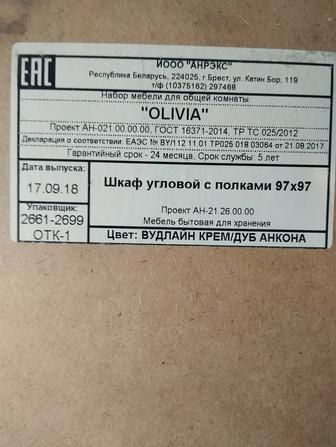 EAC
ИООО "АНРЭКС"
Республика Беларусь, 224025, г.Брест, ул. Катин Бор, 119
т/ф (10375162) 297468
Набор мебели для общей комнаты
"OLIVIA"
Проект АН-021.00.00.00, ГОСТ 16371-2014, ТР ТС 025/2012
Декларация о соответствии: ЕАЭС № BY/112 11.01 ТР025 018 03064 от 21.08.2017
Гарантийный срок - 24 месяца. Срок службы: 5 лет
Дата выпуска:
17.09.18
Упаковщик:
2661-2699
ОТК-1
Шкаф угловой с полками 97х97
Проект АН-21.26.00.00
Мебель бытовая для хранения
Цвет: ВУДЛАЙН КРЕМ/ДУБ АНКОНА